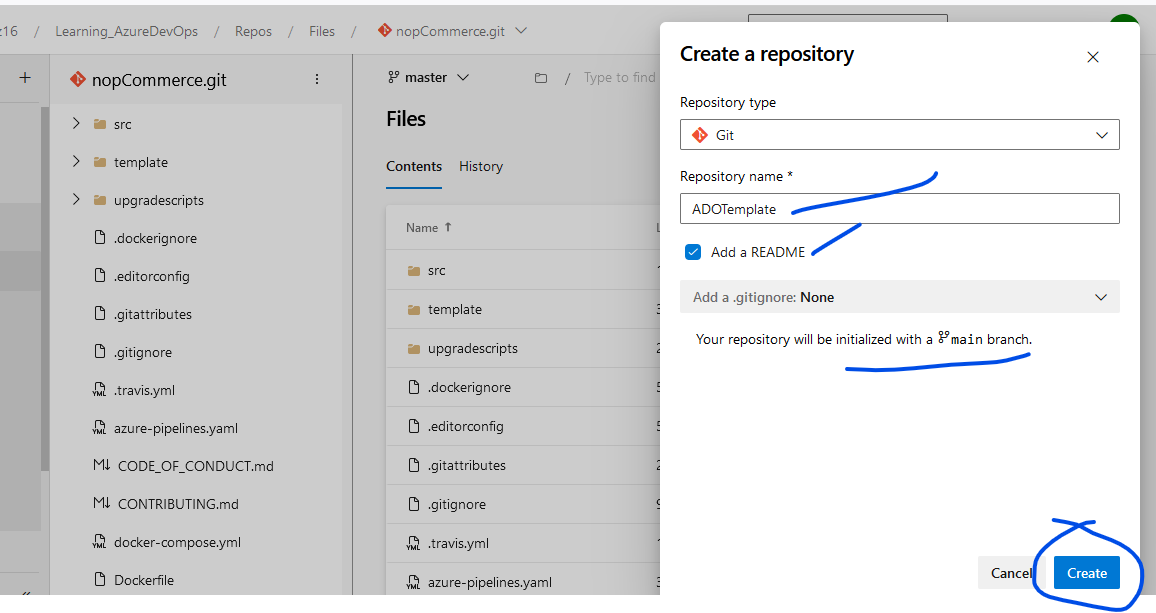 z16 / Learning_AzureDevOps / Repos / Files / nopCommerce.git
nopCommerce.git
src
template
upgradescripts
.dockerignore
.editorconfig
.gitattributes
.gitignore
.travis.yml
azure-pipelines.yaml
CODE_OF_CONDUCT.md
CONTRIBUTING.md
docker-compose.yml
Dockerfile
master / Type to find
Files
Contents History
Name
src
template
upgradescripts
.dockerignore
.editorconfig
.gitattributes
.gitignore
.travis.yml
azure-pipelines.yaml
Create a repository
Repository type
Git
Repository name *
ADOTemplate
Add a README
Add a .gitignore: None
Your repository will be initialized with a main branch.
Cancel Create